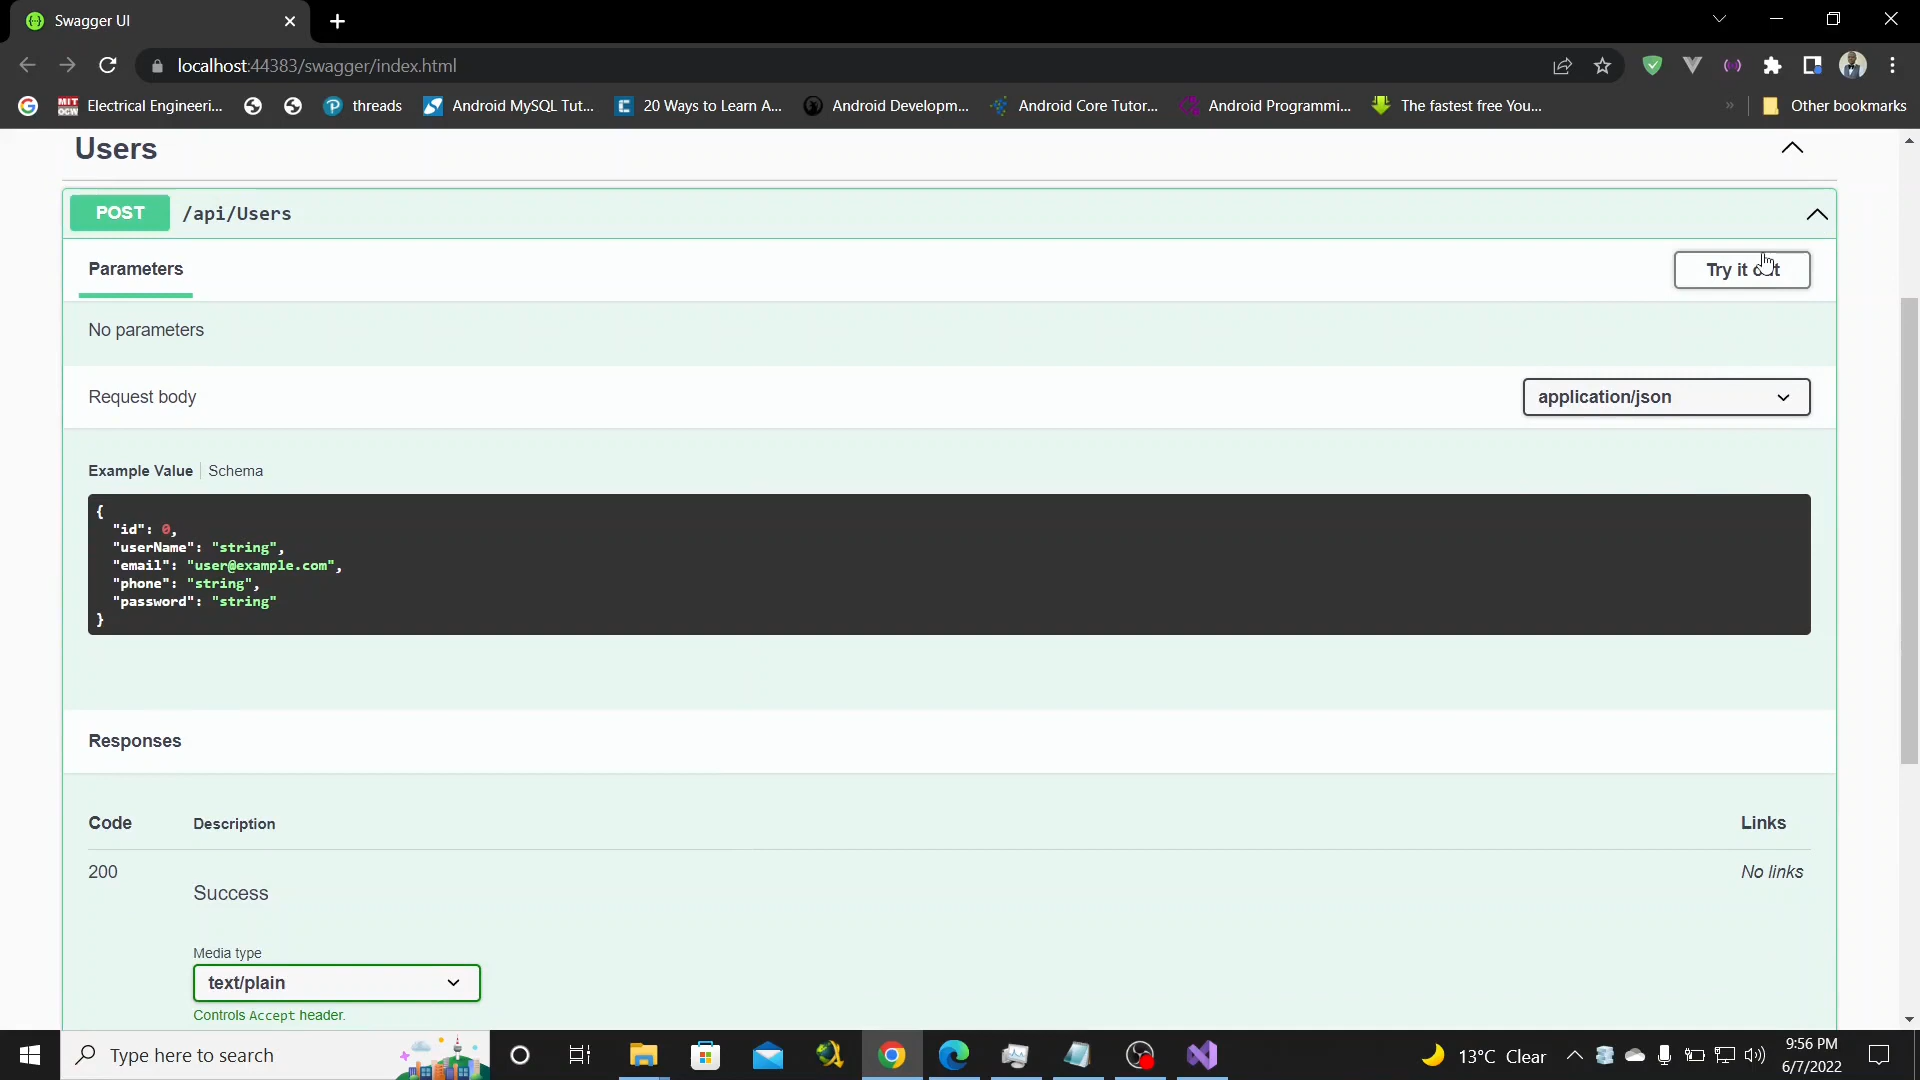 Swagger UI
localhost:44383/swagger/index.html
MIT OCW Electrical Engineeri... threads Android MySQL Tut... 20 Ways to Learn A... Android Developm... Android Core Tutor... Android Programmi... The fastest free You... » Other bookmarks
Users
POST /api/Users
Parameters
Try it out
No parameters
Request body
application/json
Example Value Schema
{
"id": 0,
"userName": "string",
"email": "user@example.com",
"phone": "string",
"password": "string"
}
Responses
Code Description Links
200 No links
Success
Media type
text/plain
Controls Accept header.
Type here to search
13°C Clear
9:56 PM
6/7/2022